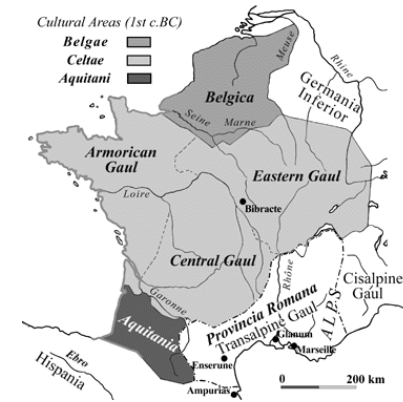 Cultural Areas (1st c.BC)
Belgae
Celtae
Aquitani
Meuse
Rhine
Germania
Inferior
Belgica
Seine
Marne
Armorican
Gaul
Eastern Gaul
Loire
Bibracte
Central Gaul
Rhône
Cisalpine
Gaul
Garonne
Provincia Romana
Transalpine Gaul
ALPS
Aquitania
Glanum
Marseille
Enserune
Ebro
Hispania
Ampurias
0 200 km